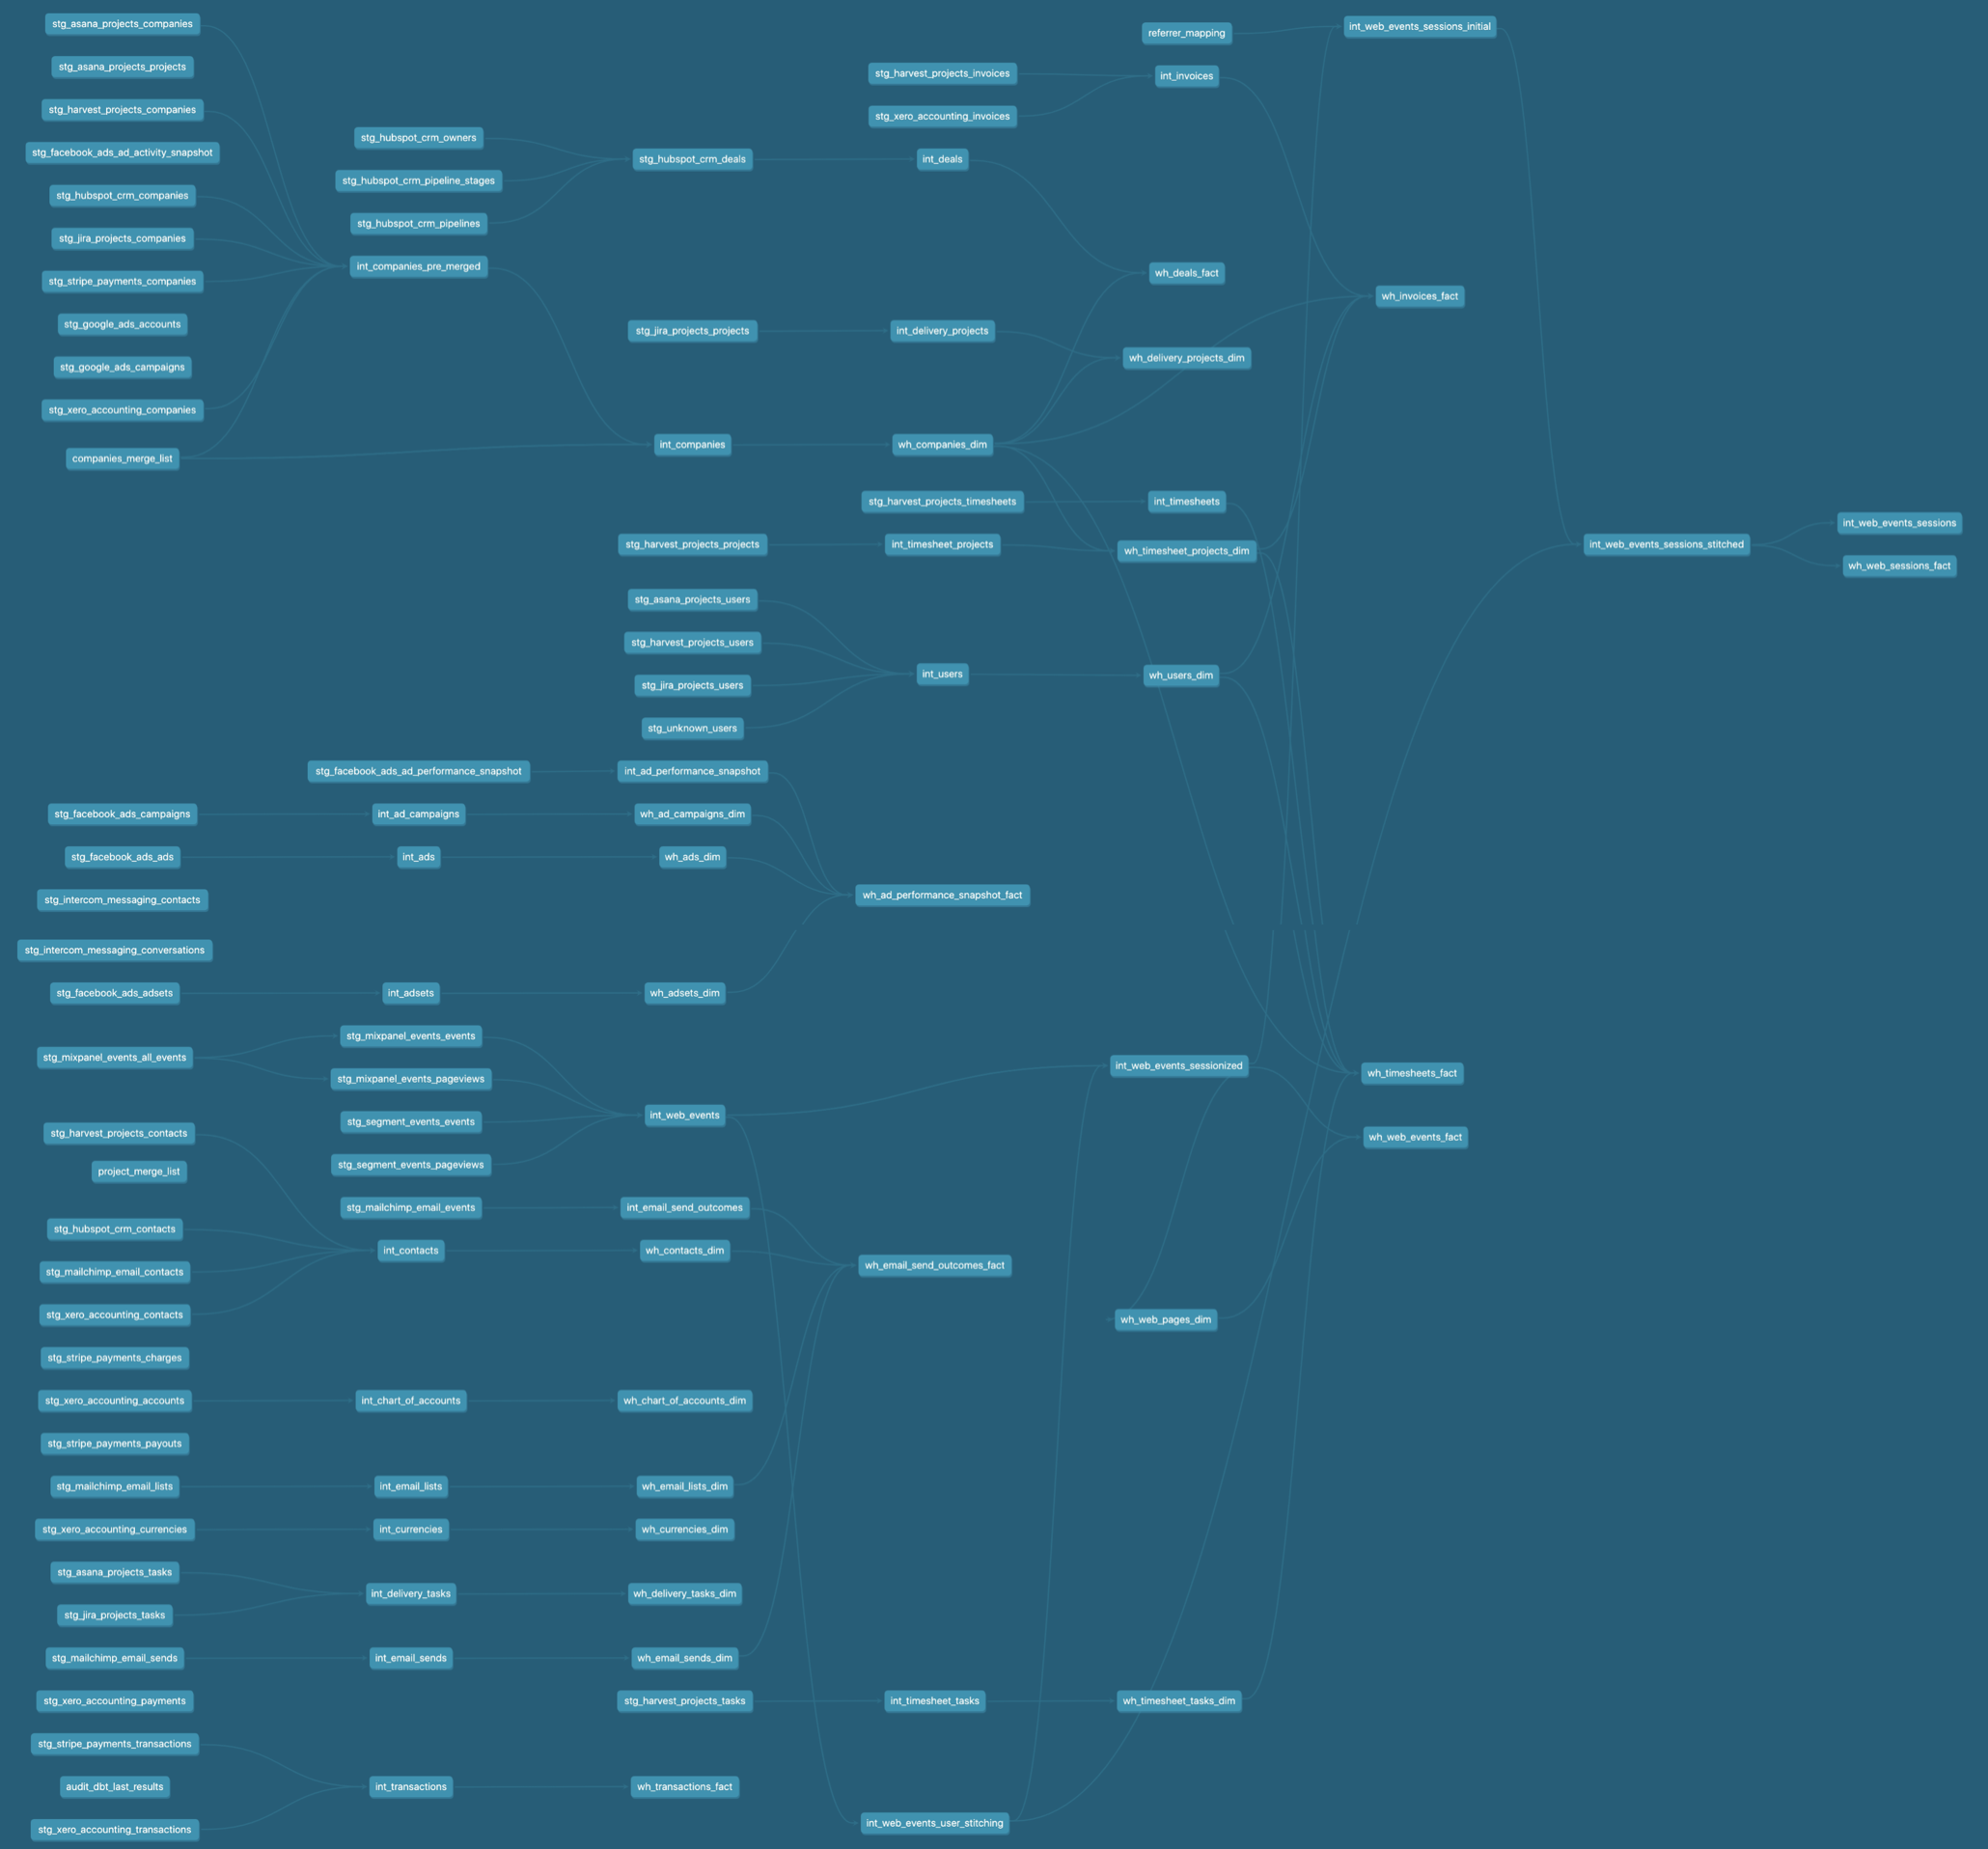 stg_asana_projects_companies
stg_asana_projects_projects
stg_harvest_projects_companies
stg_facebook_ads_ad_activity_snapshot
stg_hubspot_crm_companies
stg_jira_projects_companies
stg_stripe_payments_companies
stg_google_ads_accounts
stg_google_ads_campaigns
stg_xero_accounting_companies
companies_merge_list
stg_hubspot_crm_owners
stg_hubspot_crm_pipeline_stages
stg_hubspot_crm_pipelines
int_companies_pre_merged
stg_hubspot_crm_deals
stg_jira_projects_projects
int_companies
stg_harvest_projects_projects
stg_asana_projects_users
stg_harvest_projects_users
stg_jira_projects_users
stg_unknown_users
stg_harvest_projects_invoices
stg_xero_accounting_invoices
int_deals
int_delivery_projects
wh_companies_dim
stg_harvest_projects_timesheets
int_timesheet_projects
int_users
referrer_mapping
int_invoices
wh_deals_fact
wh_delivery_projects_dim
int_timesheets
wh_timesheet_projects_dim
wh_users_dim
int_web_events_sessions_initial
wh_invoices_fact
int_web_events_sessions_stitched
int_web_events_sessions
wh_web_sessions_fact
stg_facebook_ads_ad_performance_snapshot
int_ad_performance_snapshot
stg_facebook_ads_campaigns
int_ad_campaigns
wh_ad_campaigns_dim
stg_facebook_ads_ads
int_ads
wh_ads_dim
wh_ad_performance_snapshot_fact
stg_intercom_messaging_contacts
stg_intercom_messaging_conversations
stg_facebook_ads_adsets
int_adsets
wh_adsets_dim
stg_mixpanel_events_all_events
stg_mixpanel_events_events
stg_mixpanel_events_pageviews
stg_segment_events_events
stg_segment_events_pageviews
int_web_events
int_web_events_sessionized
wh_timesheets_fact
wh_web_events_fact
stg_harvest_projects_contacts
project_merge_list
stg_hubspot_crm_contacts
stg_mailchimp_email_contacts
stg_xero_accounting_contacts
stg_mailchimp_email_events
int_email_send_outcomes
int_contacts
wh_contacts_dim
wh_email_send_outcomes_fact
wh_web_pages_dim
stg_stripe_payments_charges
stg_xero_accounting_accounts
int_chart_of_accounts
wh_chart_of_accounts_dim
stg_stripe_payments_payouts
stg_mailchimp_email_lists
int_email_lists
wh_email_lists_dim
stg_xero_accounting_currencies
int_currencies
wh_currencies_dim
stg_asana_projects_tasks
stg_jira_projects_tasks
int_delivery_tasks
wh_delivery_tasks_dim
stg_mailchimp_email_sends
int_email_sends
wh_email_sends_dim
stg_xero_accounting_payments
stg_harvest_projects_tasks
int_timesheet_tasks
wh_timesheet_tasks_dim
stg_stripe_payments_transactions
audit_dbt_last_results
stg_xero_accounting_transactions
int_transactions
wh_transactions_fact
int_web_events_user_stitching